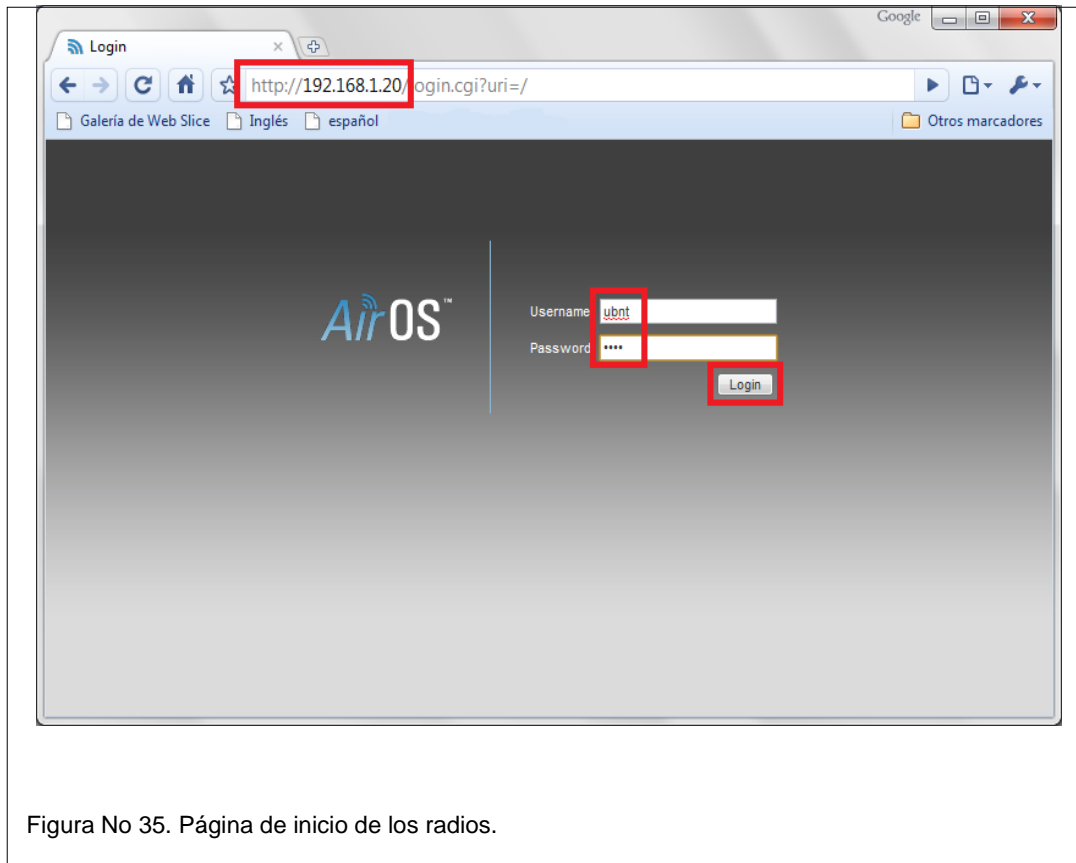 Google
Login
http://192.168.1.20/login.cgi?uri=/
Galería de Web Slice Inglés español Otros marcadores
AirOS™
Username ubnt
Password ••••
Login
Figura No 35. Página de inicio de los radios.